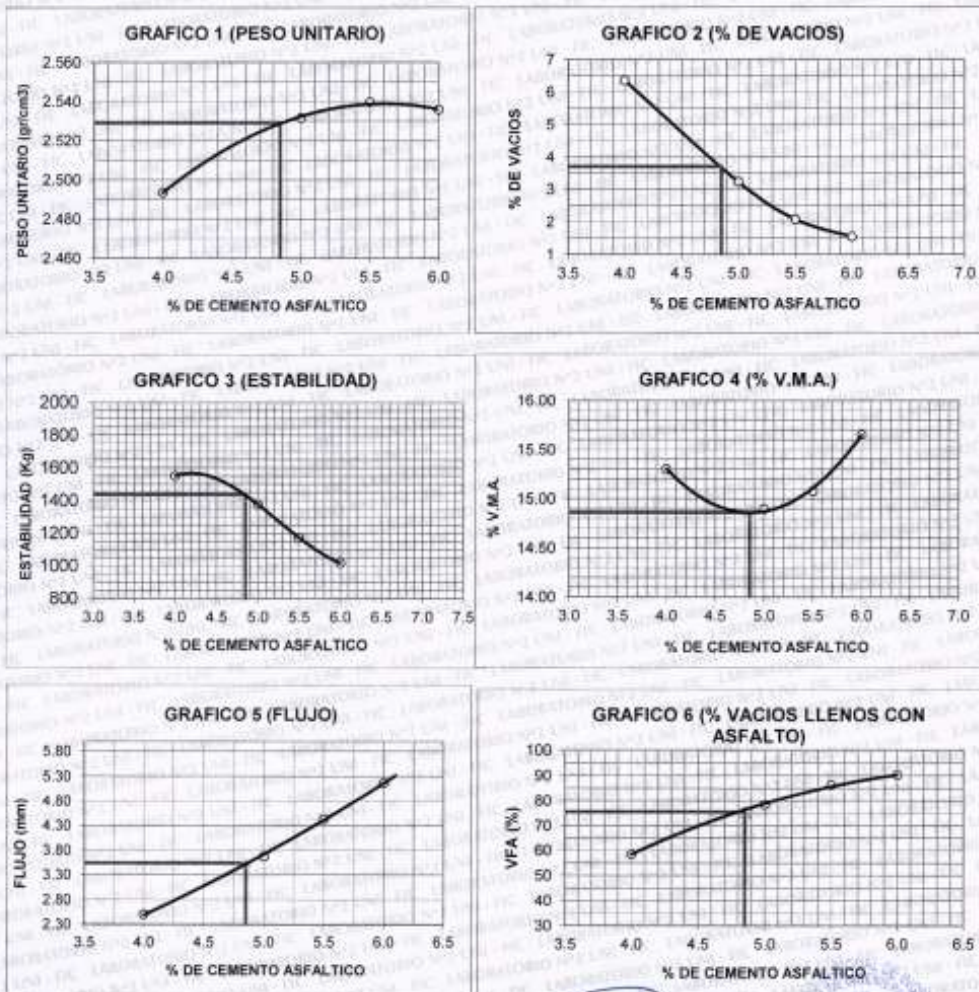 GRAFICO 1 (PESO UNITARIO)
PESO UNITARIO (gr/cm3)
2.560
2.540
2.520
2.500
2.480
2.460
3.5 4.0 4.5 5.0 5.5 6.0
% DE CEMENTO ASFALTICO
GRAFICO 2 (% DE VACIOS)
% DE VACIOS
7
6
5
4
3
2
1
3.5 4.0 4.5 5.0 5.5 6.0 6.5 7.0
% DE CEMENTO ASFALTICO
GRAFICO 3 (ESTABILIDAD)
ESTABILIDAD (Kg)
2000
1800
1600
1400
1200
1000
800
3.0 3.5 4.0 4.5 5.0 5.5 6.0 6.5 7.0 7.5
% DE CEMENTO ASFALTICO
GRAFICO 4 (% V.M.A.)
% V.M.A.
16.00
15.50
15.00
14.50
14.00
3.0 3.5 4.0 4.5 5.0 5.5 6.0 6.5 7.0
% DE CEMENTO ASFALTICO
GRAFICO 5 (FLUJO)
FLUJO (mm)
5.80
5.30
4.80
4.30
3.80
3.30
2.80
2.30
3.5 4.0 4.5 5.0 5.5 6.0 6.5
% DE CEMENTO ASFALTICO
GRAFICO 6 (% VACIOS LLENOS CON
ASFALTO)
VFA (%)
100
90
80
70
60
50
40
30
3.5 4.0 4.5 5.0 5.5 6.0 6.5
% DE CEMENTO ASFALTICO